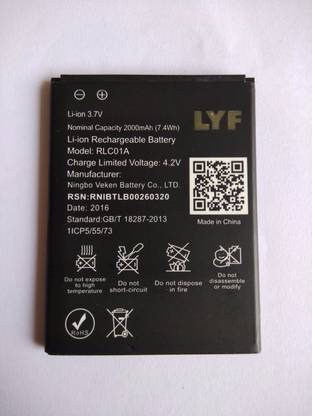 Li-ion 3.7V
Nominal Capacity 2000mAh (7.4Wh)
LYF
Li-ion Rechargeable Battery
Model: RLC01A
Charge Limited Voltage: 4.2V
Manufacturer:
Ningbo Veken Battery Co., LTD.
RSN:RNIBTLB00260320
Date: 2016
Standard:GB/T 18287-2013
1ICP5/55/73
Made in China
Do not expose to high temperature
Do not short-circuit
Do not dispose in fire
Do not disassemble or modify
RoHS